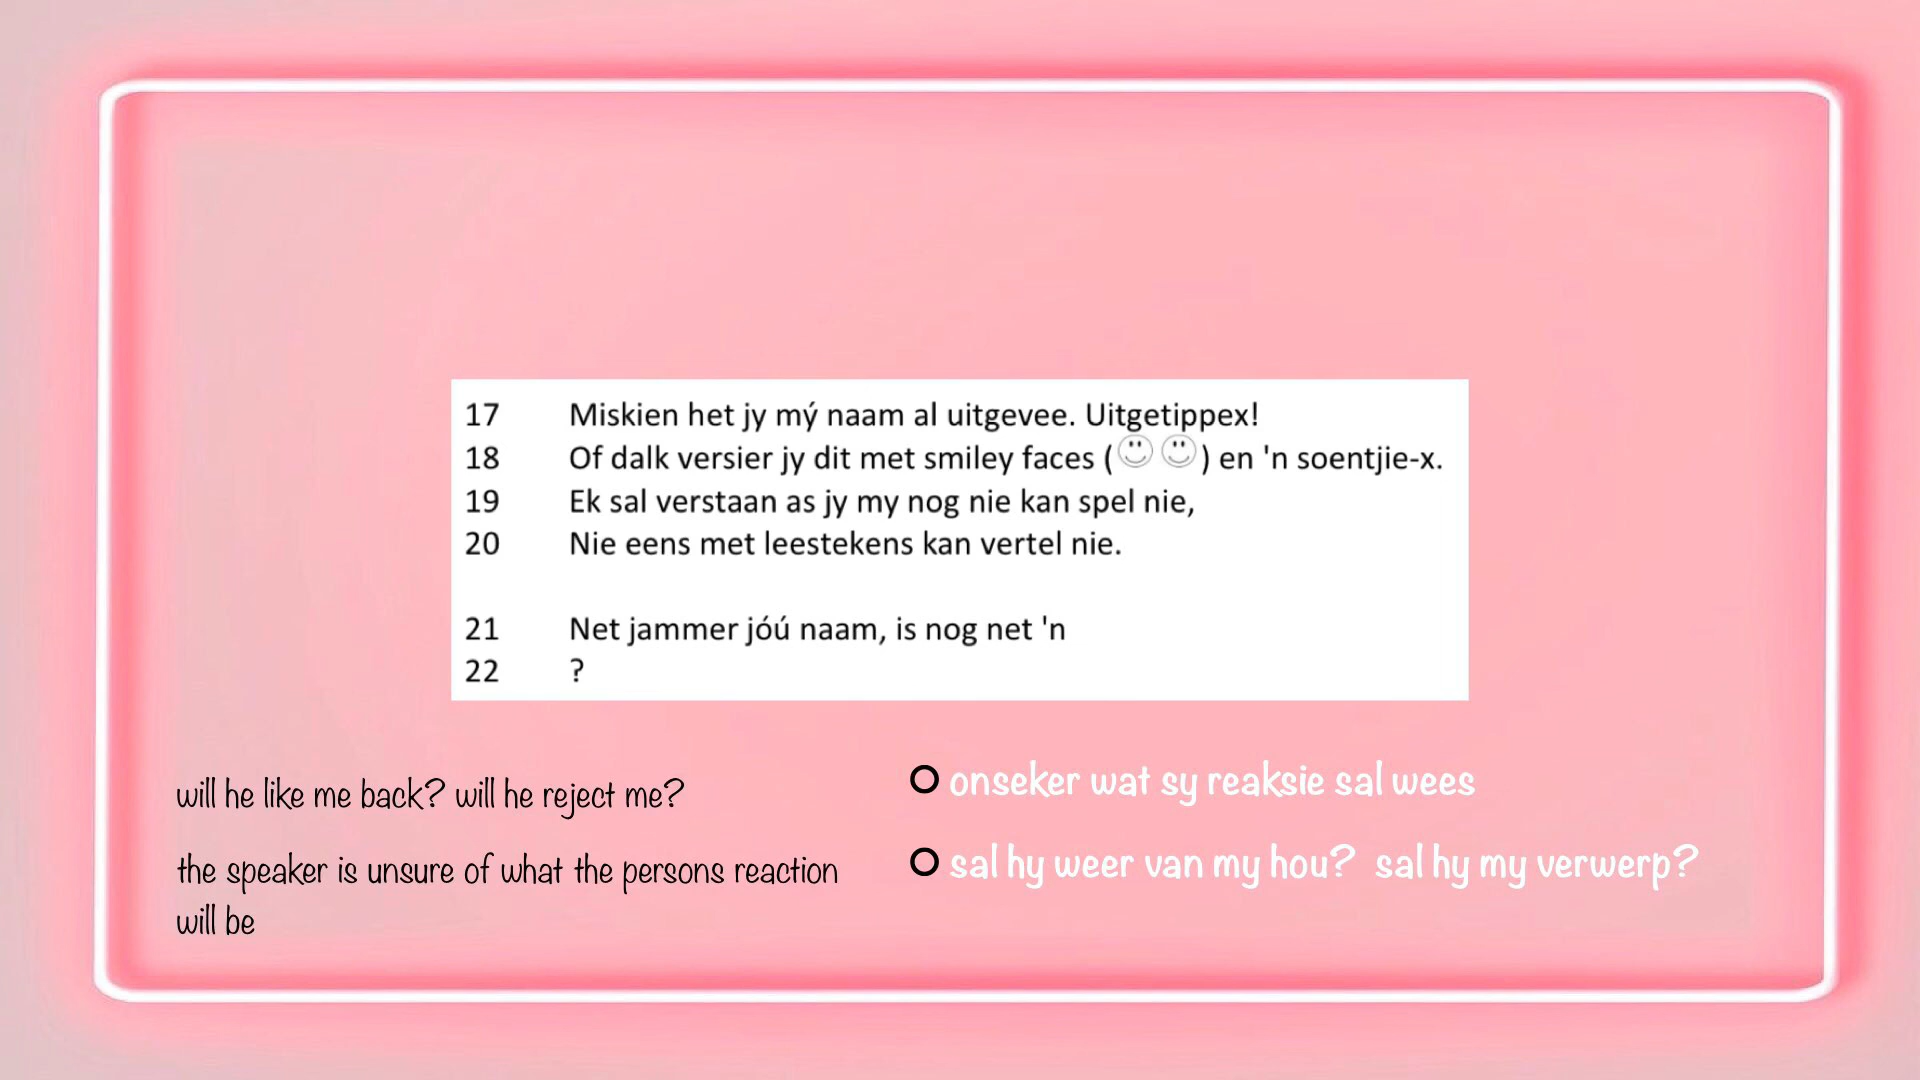 17 Miskien het jy mý naam al uitgevee. Uitgetippex!
18 Of dalk versier jy dit met smiley faces (☺ ☺) en 'n soentjie-x.
19 Ek sal verstaan as jy my nog nie kan spel nie,
20 Nie eens met leestekens kan vertel nie.
21 Net jammer jóú naam, is nog net 'n
22 ?
will he like me back? will he reject me?
the speaker is unsure of what the persons reaction
will be
onseker wat sy reaksie sal wees
sal hy weer van my hou? sal hy my verwerp?